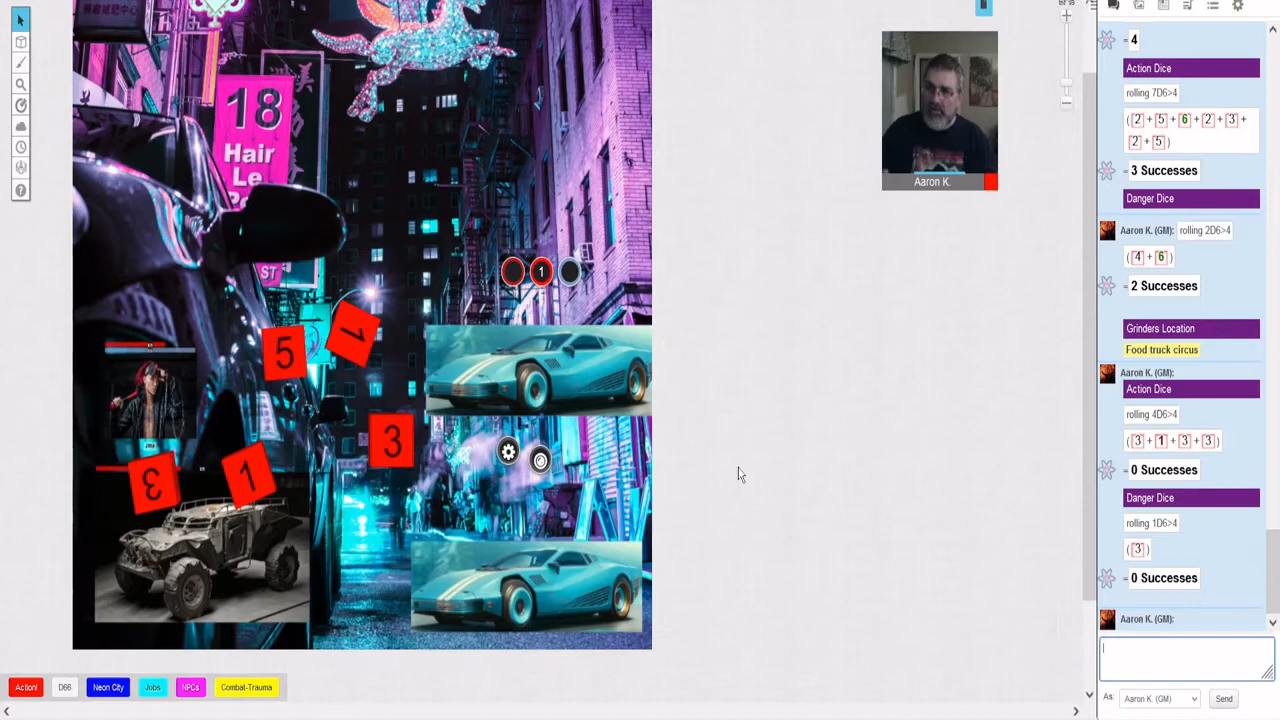 18
Hair
Le
ST
1
5
1
3
3
1
Aaron K.
= 4
Action Dice
rolling 7D6>4
(2+5+6+2+3+
2+5)
= 3 Successes
Danger Dice
Aaron K. (GM): rolling 2D6>4
(4+6)
= 2 Successes
Grinders Location
Food truck circus
Aaron K. (GM):
Action Dice
rolling 4D6>4
(3+1+3+3)
= 0 Successes
Danger Dice
rolling 1D6>4
(3)
= 0 Successes
Aaron K. (GM):
As: Aaron K. (GM) Send
Action! D66 Neon City Jobs NPCs Combat-Trauma